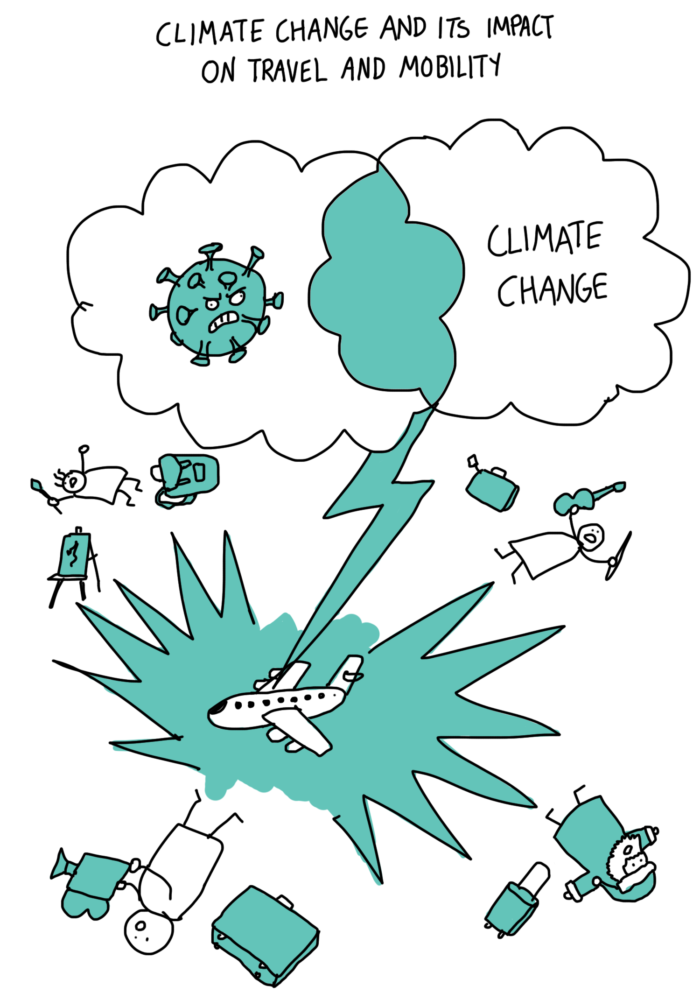 CLIMATE CHANGE AND ITS IMPACT
ON TRAVEL AND MOBILITY
CLIMATE
CHANGE